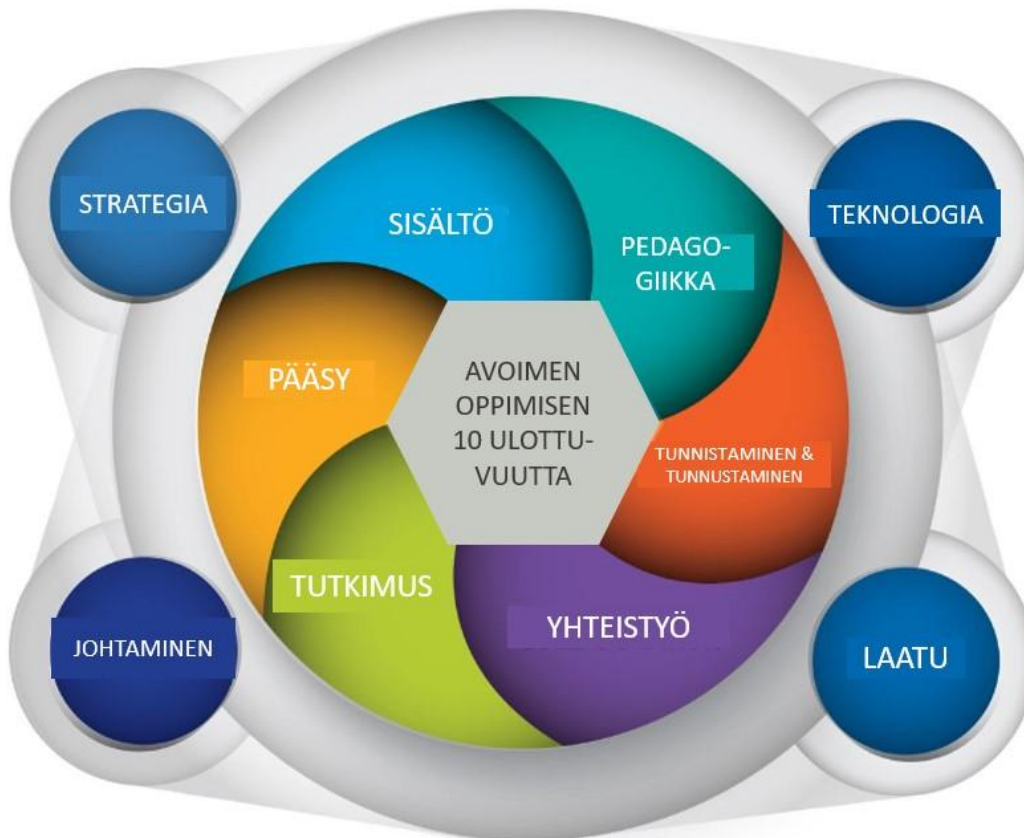 STRATEGIA
SISÄLTÖ
PEDAGO-
GIIKKA
TEKNOLOGIA
PÄÄSY
AVOIMEN
OPPIMISEN
10 ULOTTU-
VUUTTA
TUNNISTAMINEN &
TUNNUSTAMINEN
TUTKIMUS
YHTEISTYÖ
JOHTAMINEN
LAATU